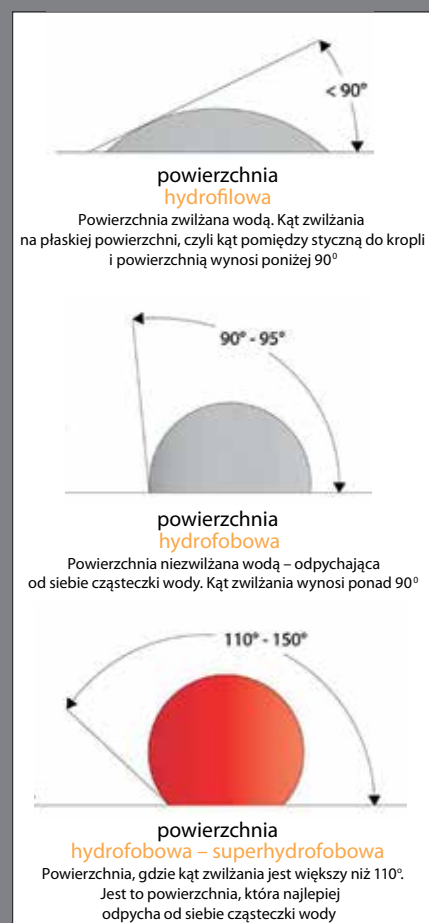 < 90°
powierzchnia
hydrofilowa
Powierzchnia zwilżana wodą. Kąt zwilżania
na płaskiej powierzchni, czyli kąt pomiędzy styczną do kropli
i powierzchnią wynosi poniżej 90⁰
90° - 95°
powierzchnia
hydrofobowa
Powierzchnia niezwilżana wodą – odpychająca
od siebie cząsteczki wody. Kąt zwilżania wynosi ponad 90⁰
110° - 150°
powierzchnia
hydrofobowa – superhydrofobowa
Powierzchnia, gdzie kąt zwilżania jest większy niż 110⁰.
Jest to powierzchnia, która najlepiej
odpycha od siebie cząsteczki wody